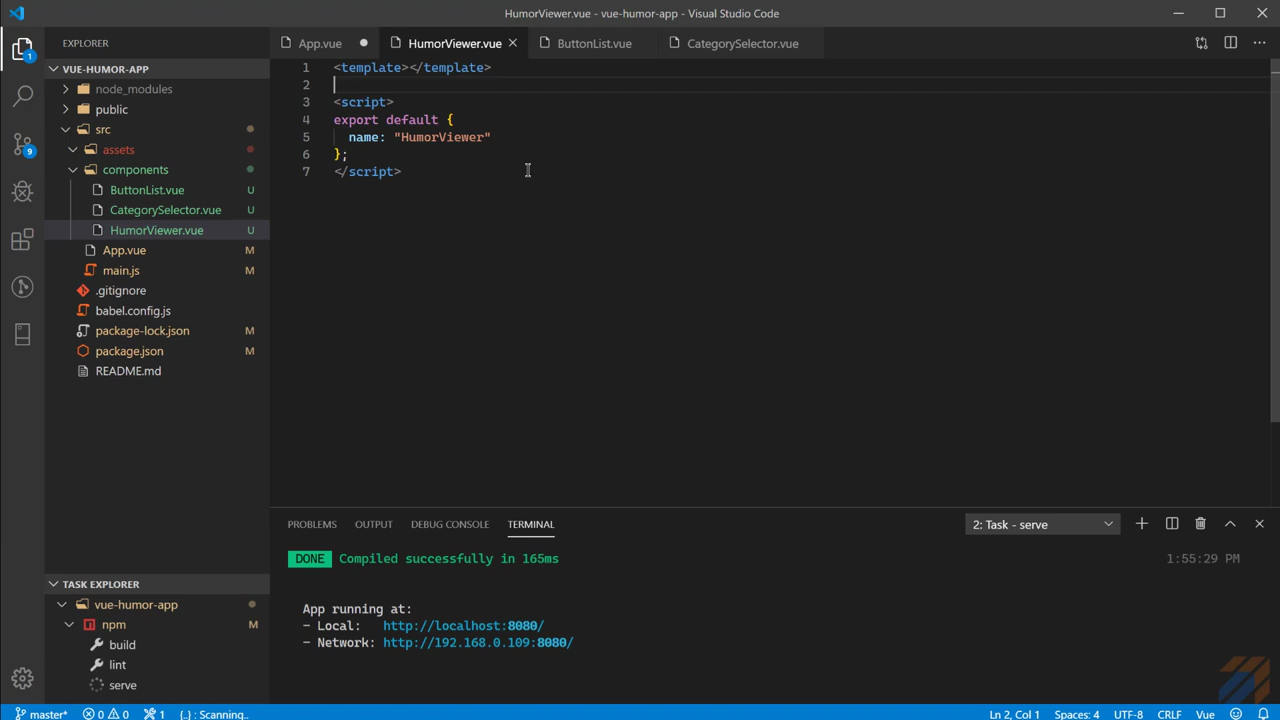 HumorViewer.vue - vue-humor-app - Visual Studio Code
1
9
EXPLORER
VUE-HUMOR-APP
node_modules
public
src
assets
components
ButtonList.vue U
CategorySelector.vue U
HumorViewer.vue U
App.vue M
main.js M
.gitignore
babel.config.js
package-lock.json M
package.json M
README.md
TASK EXPLORER
vue-humor-app
npm M
build
lint
serve
App.vue HumorViewer.vue ButtonList.vue CategorySelector.vue
1 <template></template>
2
3 <script>
4 export default {
5 name: "HumorViewer"
6 };
7 </script>
PROBLEMS OUTPUT DEBUG CONSOLE TERMINAL 2: Task - serve
DONE Compiled successfully in 165ms 1:55:29 PM
App running at:
- Local: http://localhost:8080/
- Network: http://192.168.0.109:8080/
master* 0 0 1 {..} : Scanning.. Ln 2, Col 1 Spaces: 4 UTF-8 CRLF Vue